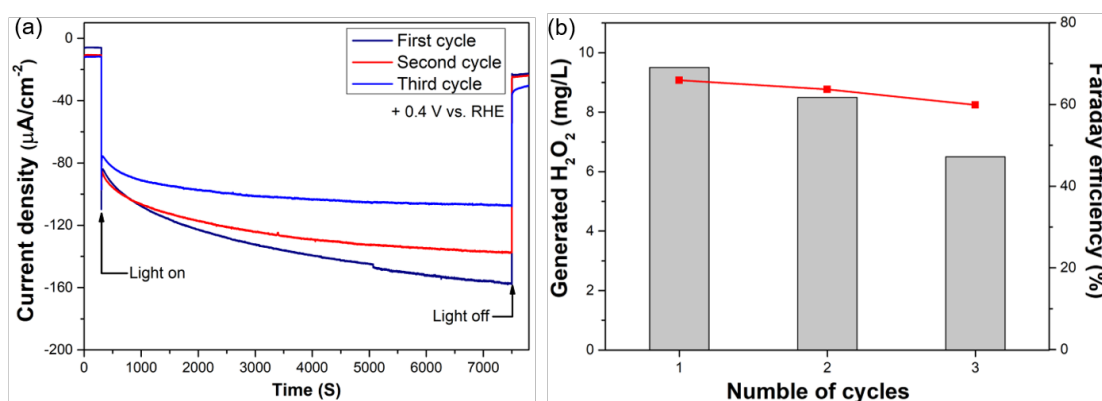 (a)
0
-40
-80
-120
-160
-200
Current density (μA/cm⁻²)
First cycle
Second cycle
Third cycle
+ 0.4 V vs. RHE
Light on
Light off
0 1000 2000 3000 4000 5000 6000 7000
Time (S)
(b)
10
8
6
4
2
0
Generated H₂O₂ (mg/L)
80
60
40
20
0
Faraday efficiency (%)
1 2 3
Numble of cycles